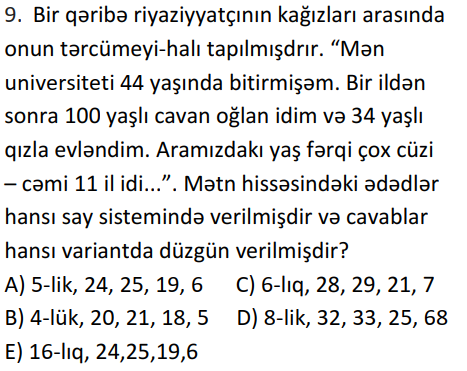 9. Bir qəribə riyaziyyatçının kağızları arasında
onun tərcümeyi-halı tapılmışdrır. “Mən
universiteti 44 yaşında bitirmişəm. Bir ildən
sonra 100 yaşlı cavan oğlan idim və 34 yaşlı
qızla evləndim. Aramızdakı yaş fərqi çox cüzi
– cəmi 11 il idi...”. Mətn hissəsindəki ədədlər
hansı say sistemində verilmişdir və cavablar
hansı variantda düzgün verilmişdir?
A) 5-lik, 24, 25, 19, 6 C) 6-lıq, 28, 29, 21, 7
B) 4-lük, 20, 21, 18, 5 D) 8-lik, 32, 33, 25, 68
E) 16-lıq, 24,25,19,6